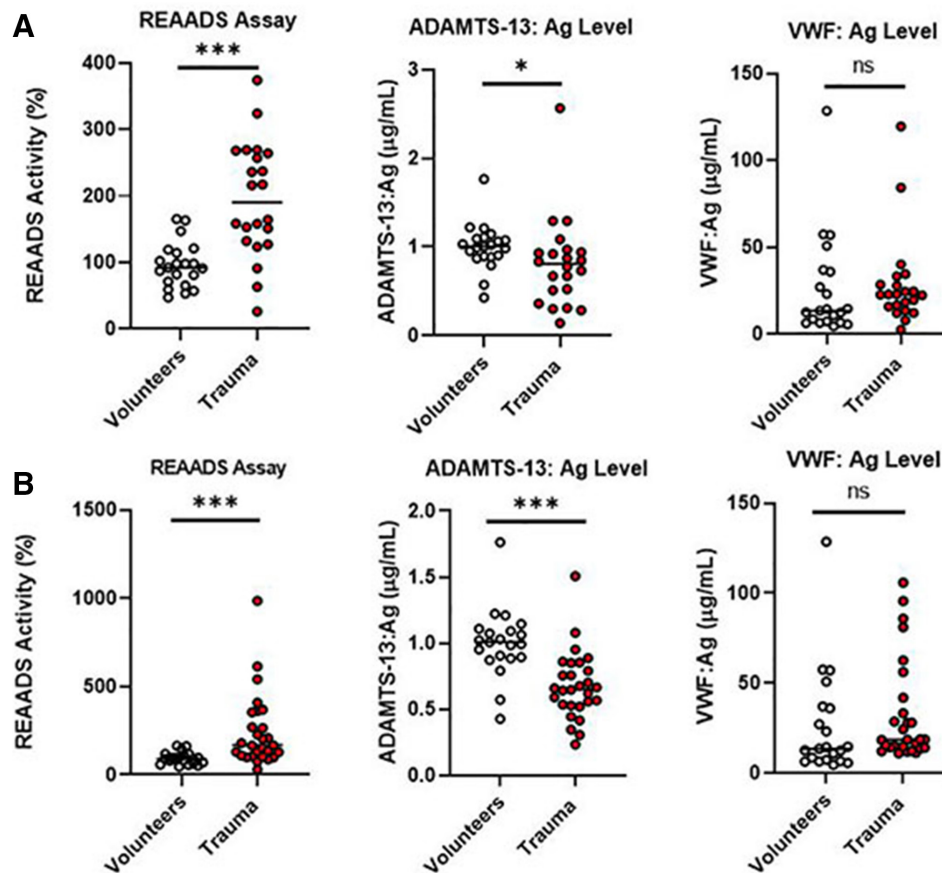 A
REAADS Assay
***
REAADS Activity (%)
400
300
200
100
0
Volunteers
Trauma
ADAMTS-13: Ag Level
*
ADAMTS-13:Ag (μg/mL)
3
2
1
0
Volunteers
Trauma
VWF: Ag Level
ns
VWF:Ag (μg/mL)
150
100
50
0
Volunteers
Trauma
B
REAADS Assay
***
REAADS Activity (%)
1500
1000
500
0
Volunteers
Trauma
ADAMTS-13: Ag Level
***
ADAMTS-13:Ag (μg/mL)
2.0
1.5
1.0
0.5
0.0
Volunteers
Trauma
VWF: Ag Level
ns
VWF:Ag (μg/mL)
150
100
50
0
Volunteers
Trauma